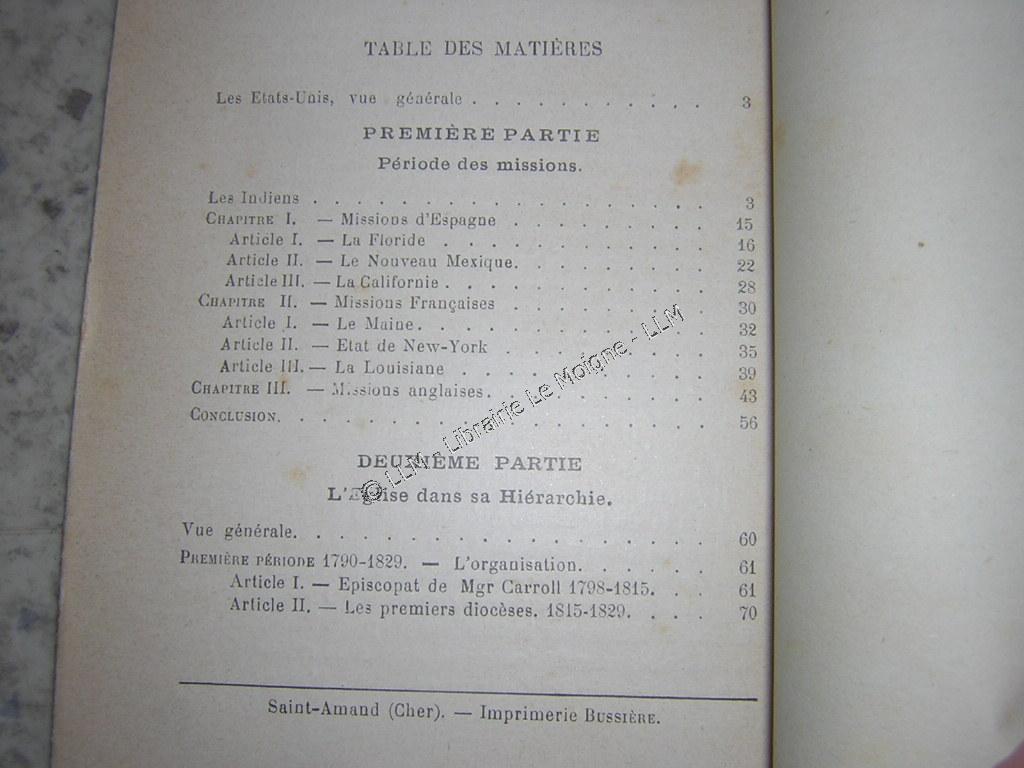 TABLE DES MATIÈRES
Les Etats-Unis, vue générale . . . . . . . . . . . . . 3
PREMIÈRE PARTIE
Période des missions.
Les Indiens . . . . . . . . . . . . . . . . . . 3
CHAPITRE I. — Missions d'Espagne . . . . . . . . . . . 15
Article I. — La Floride . . . . . . . . . . . . . 16
Article II. — Le Nouveau Mexique. . . . . . . . . . 22
Article III. — La Californie . . . . . . . . . . . . . 28
CHAPITRE II. — Missions Françaises . . . . . . . . . . . 30
Article I. — Le Maine. . . . . . . . . . . . . . . 32
Article II. — Etat de New-York . . . . . . . . . . 35
Article III. — La Louisiane . . . . . . . . . . . . 39
CHAPITRE III. — Missions anglaises. . . . . . . . . . . 43
CONCLUSION. . . . . . . . . . . . . . . . . . . 56
DEUXIÈME PARTIE
L'Église dans sa Hiérarchie.
Vue générale. . . . . . . . . . . . . . . . . . . 60
PREMIÈRE PÉRIODE 1790-1829. — L'organisation. . . . . . 61
Article I. — Episcopat de Mgr Carroll 1798-1815. . . 61
Article II. — Les premiers diocèses. 1815-1829. . . . 70
Saint-Amand (Cher). — Imprimerie BUSSIÈRE.
© LLM - Librairie Le Moigne - LLM